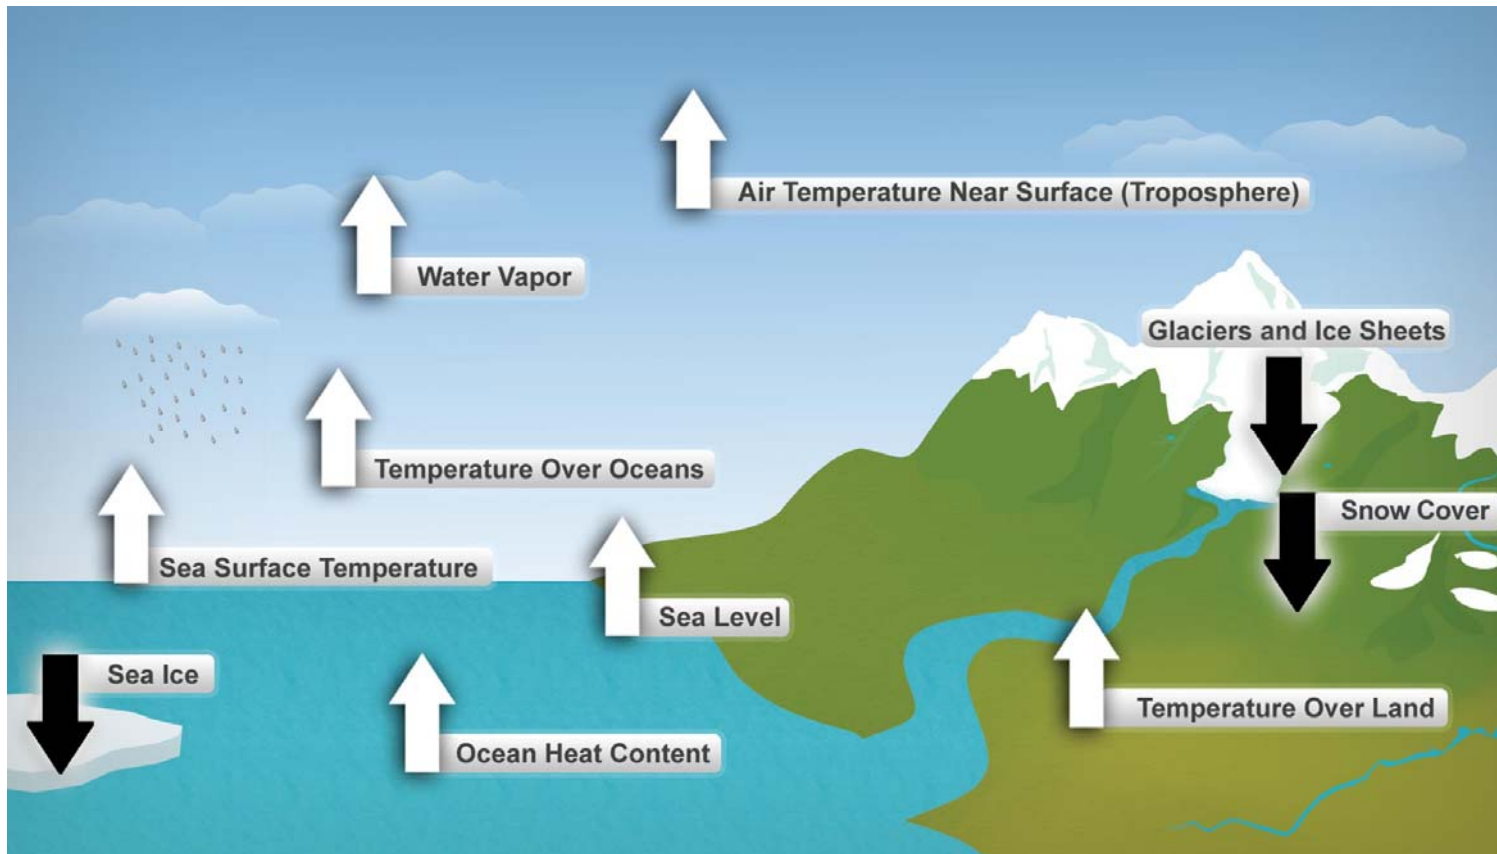 Air Temperature Near Surface (Troposphere)
Water Vapor
Glaciers and Ice Sheets
Temperature Over Oceans
Snow Cover
Sea Surface Temperature
Sea Level
Sea Ice
Temperature Over Land
Ocean Heat Content